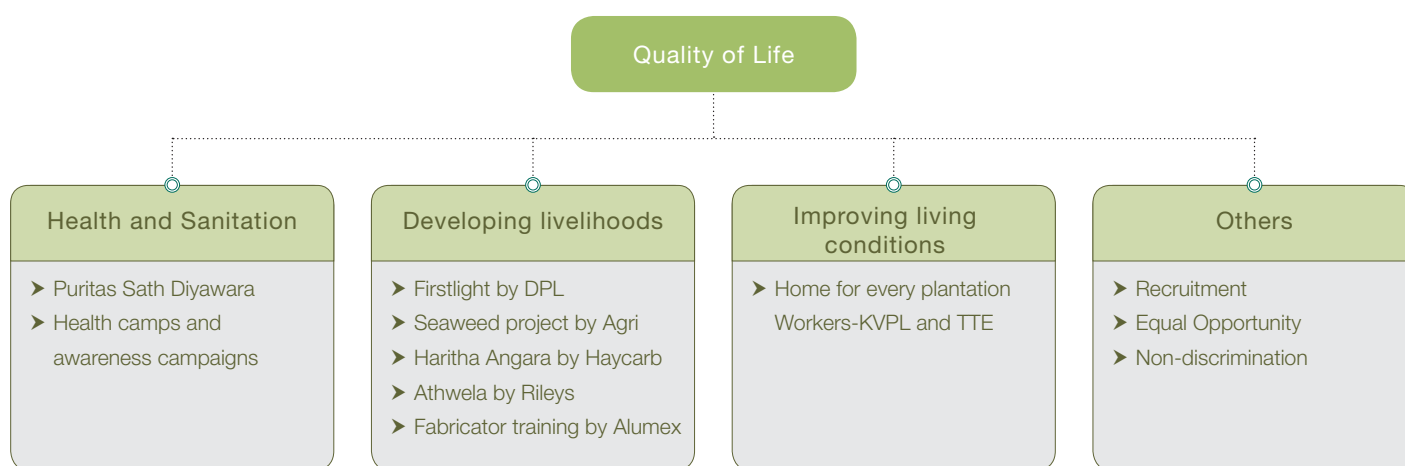 Quality of Life
Health and Sanitation
➤ Puritas Sath Diyawara
➤ Health camps and
awareness campaigns
Developing livelihoods
➤ Firstlight by DPL
➤ Seaweed project by Agri
➤ Haritha Angara by Haycarb
➤ Athwela by Rileys
➤ Fabricator training by Alumex
Improving living
conditions
➤ Home for every plantation
Workers-KVPL and TTE
Others
➤ Recruitment
➤ Equal Opportunity
➤ Non-discrimination